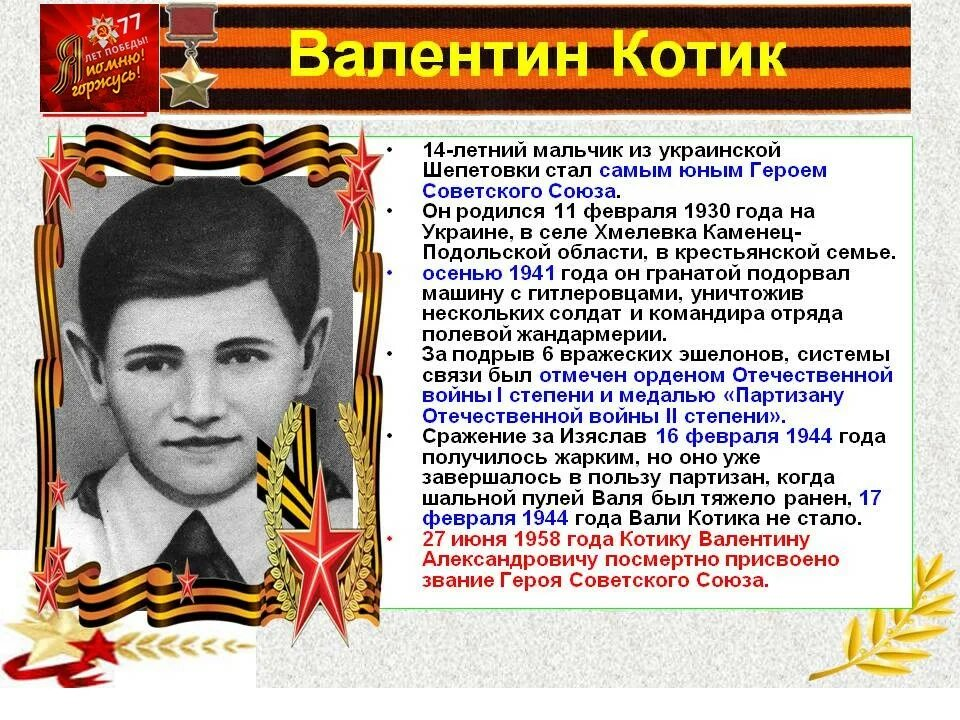 77
ЛЕТ ПОБЕДЫ!
Я
помню!
горжусь!
Валентин Котик
• 14-летний мальчик из украинской
Шепетовки стал самым юным Героем
Советского Союза.
• Он родился 11 февраля 1930 года на
Украине, в селе Хмелевка Каменец-
Подольской области, в крестьянской семье.
• осенью 1941 года он гранатой подорвал
машину с гитлеровцами, уничтожив
нескольких солдат и командира отряда
полевой жандармерии.
• За подрыв 6 вражеских эшелонов, системы
связи был отмечен орденом Отечественной
войны I степени и медалью «Партизану
Отечественной войны II степени».
• Сражение за Изяслав 16 февраля 1944 года
получилось жарким, но оно уже
завершалось в пользу партизан, когда
шальной пулей Валя был тяжело ранен, 17
февраля 1944 года Вали Котика не стало.
• 27 июня 1958 года Котику Валентину
Александровичу посмертно присвоено
звание Героя Советского Союза.